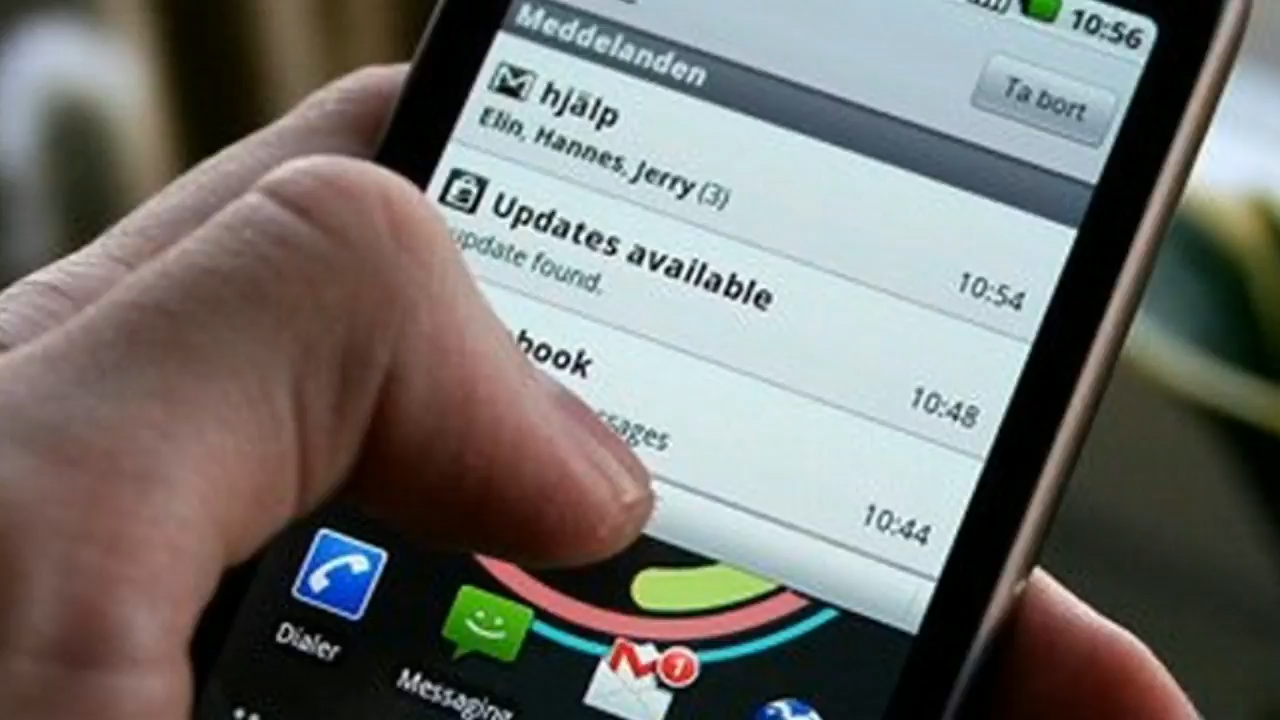 10:56
Meddelanden
Ta bort
hjälp
Elin, Hannes, Jerry (3)
10:54
Updates available
update found.
10:48
book
sages
10:44
Dialer
Messaging
1